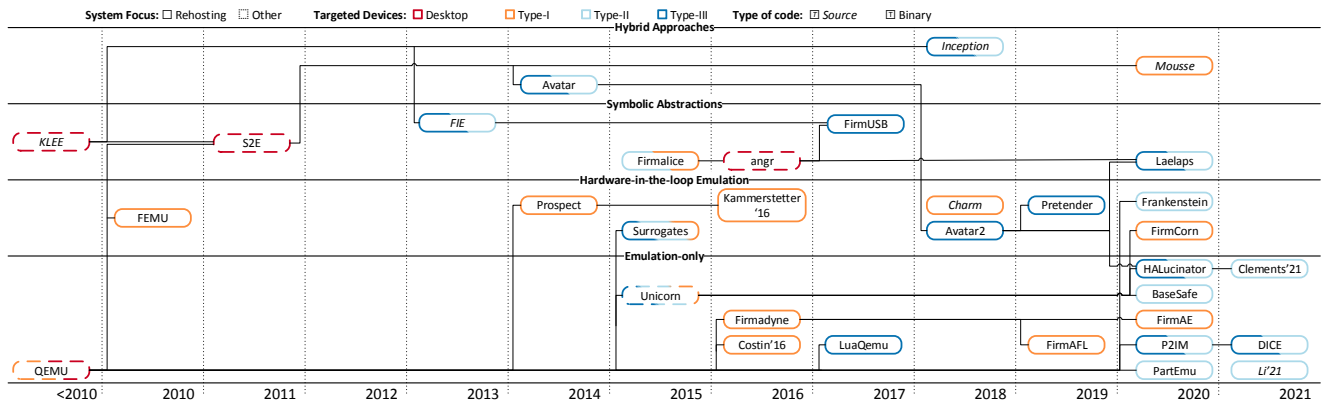 System Focus: Rehosting Other Targeted Devices: Desktop Type-I Type-II Type-III Type of code: T Source T Binary
Hybrid Approaches
Inception
Mousse
Avatar
Symbolic Abstractions
FIE FirmUSB
KLEE S2E
Firmalice angr Laelaps
Hardware-in-the-loop Emulation
Prospect Kammerstetter '16 Charm Pretender Frankenstein
FEMU
Surrogates Avatar2 FirmCorn
Emulation-only
HALucinator Clements'21
Unicorn BaseSafe
Firmadyne FirmAE
Costin'16 LuaQemu FirmAFL P2IM DICE
QEMU PartEmu Li'21
<2010 2010 2011 2012 2013 2014 2015 2016 2017 2018 2019 2020 2021